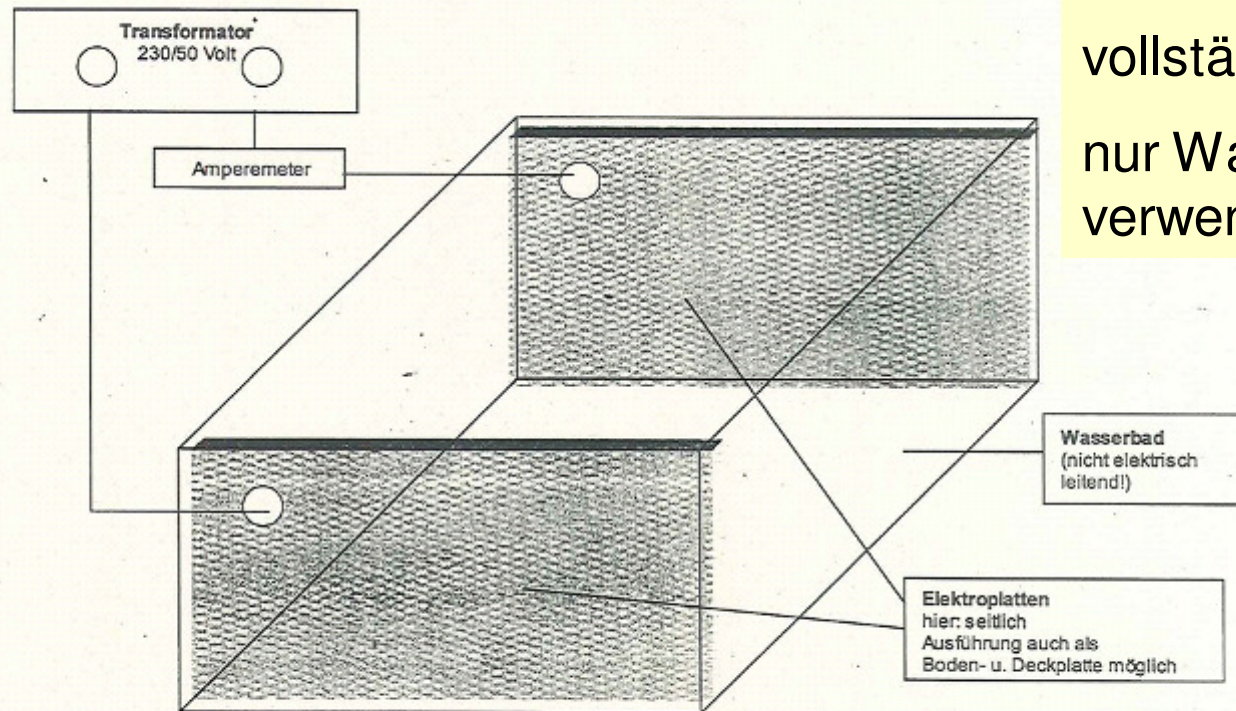 Transformator
230/50 Volt
vollstä
nur Wa
verwer
Amperemeter
Wasserbad
(nicht elektrisch
leitend!)
Elektroplatten
hier: seitlich
Ausführung auch als
Boden- u. Deckplatte möglich